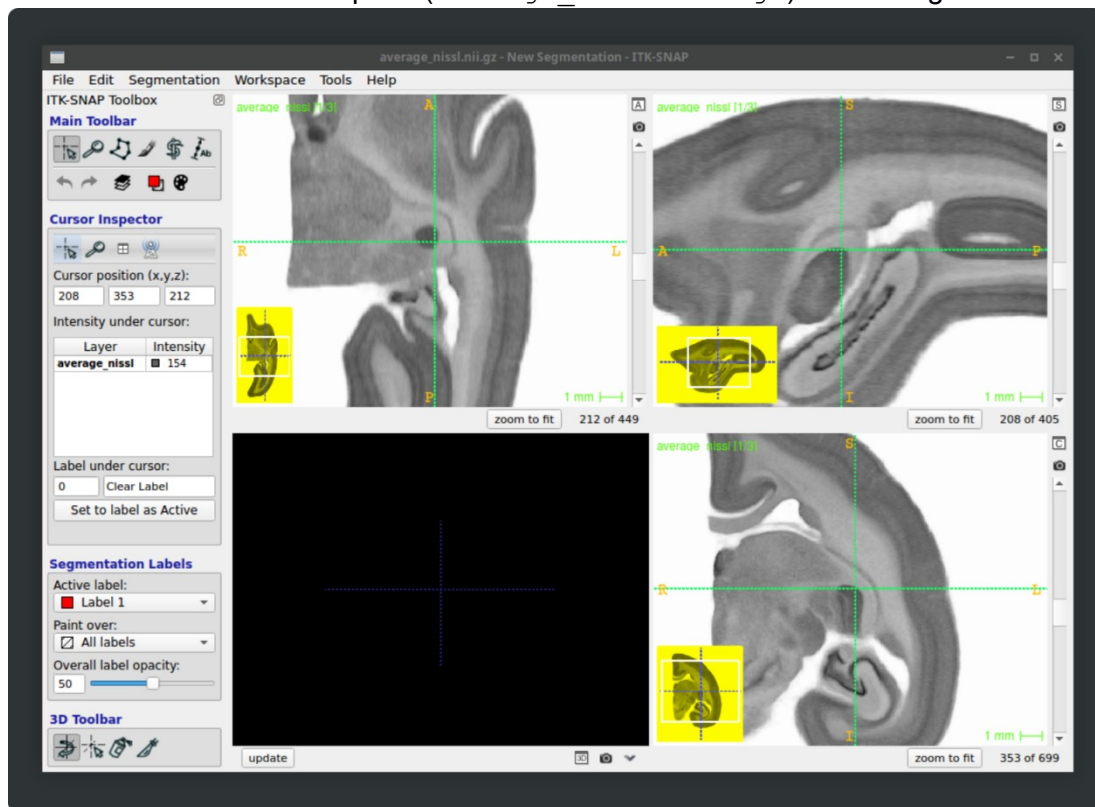 average_nissl.nii.gz - New Segmentation - ITK-SNAP
File Edit Segmentation Workspace Tools Help
ITK-SNAP Toolbox
Main Toolbar
Cursor Inspector
Cursor position (x,y,z):
208 353 212
Intensity under cursor:
Layer Intensity
average_nissl 154
Label under cursor:
0 Clear Label
Set to label as Active
Segmentation Labels
Active label:
Label 1
Paint over:
All labels
Overall label opacity:
50
3D Toolbar
average_nissl [1/3]
A
R L
P
1 mm
A
zoom to fit 212 of 449
average_nissl [1/3]
S
A P
I
1 mm
S
zoom to fit 208 of 405
update 3D
average_nissl [1/3]
S
R L
I
1 mm
C
zoom to fit 353 of 699